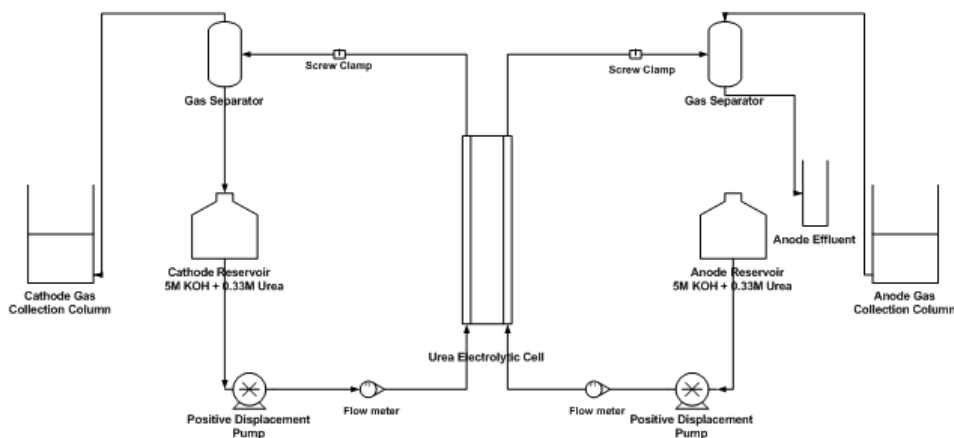 Screw Clamp
Screw Clamp
Gas Separator
Gas Separator
Anode Effluent
Cathode Reservoir
5M KOH + 0.33M Urea
Anode Reservoir
5M KOH + 0.33M Urea
Cathode Gas
Collection Column
Anode Gas
Collection Column
Urea Electrolytic Cell
Flow meter
Flow meter
Positive Displacement
Pump
Positive Displacement
Pump